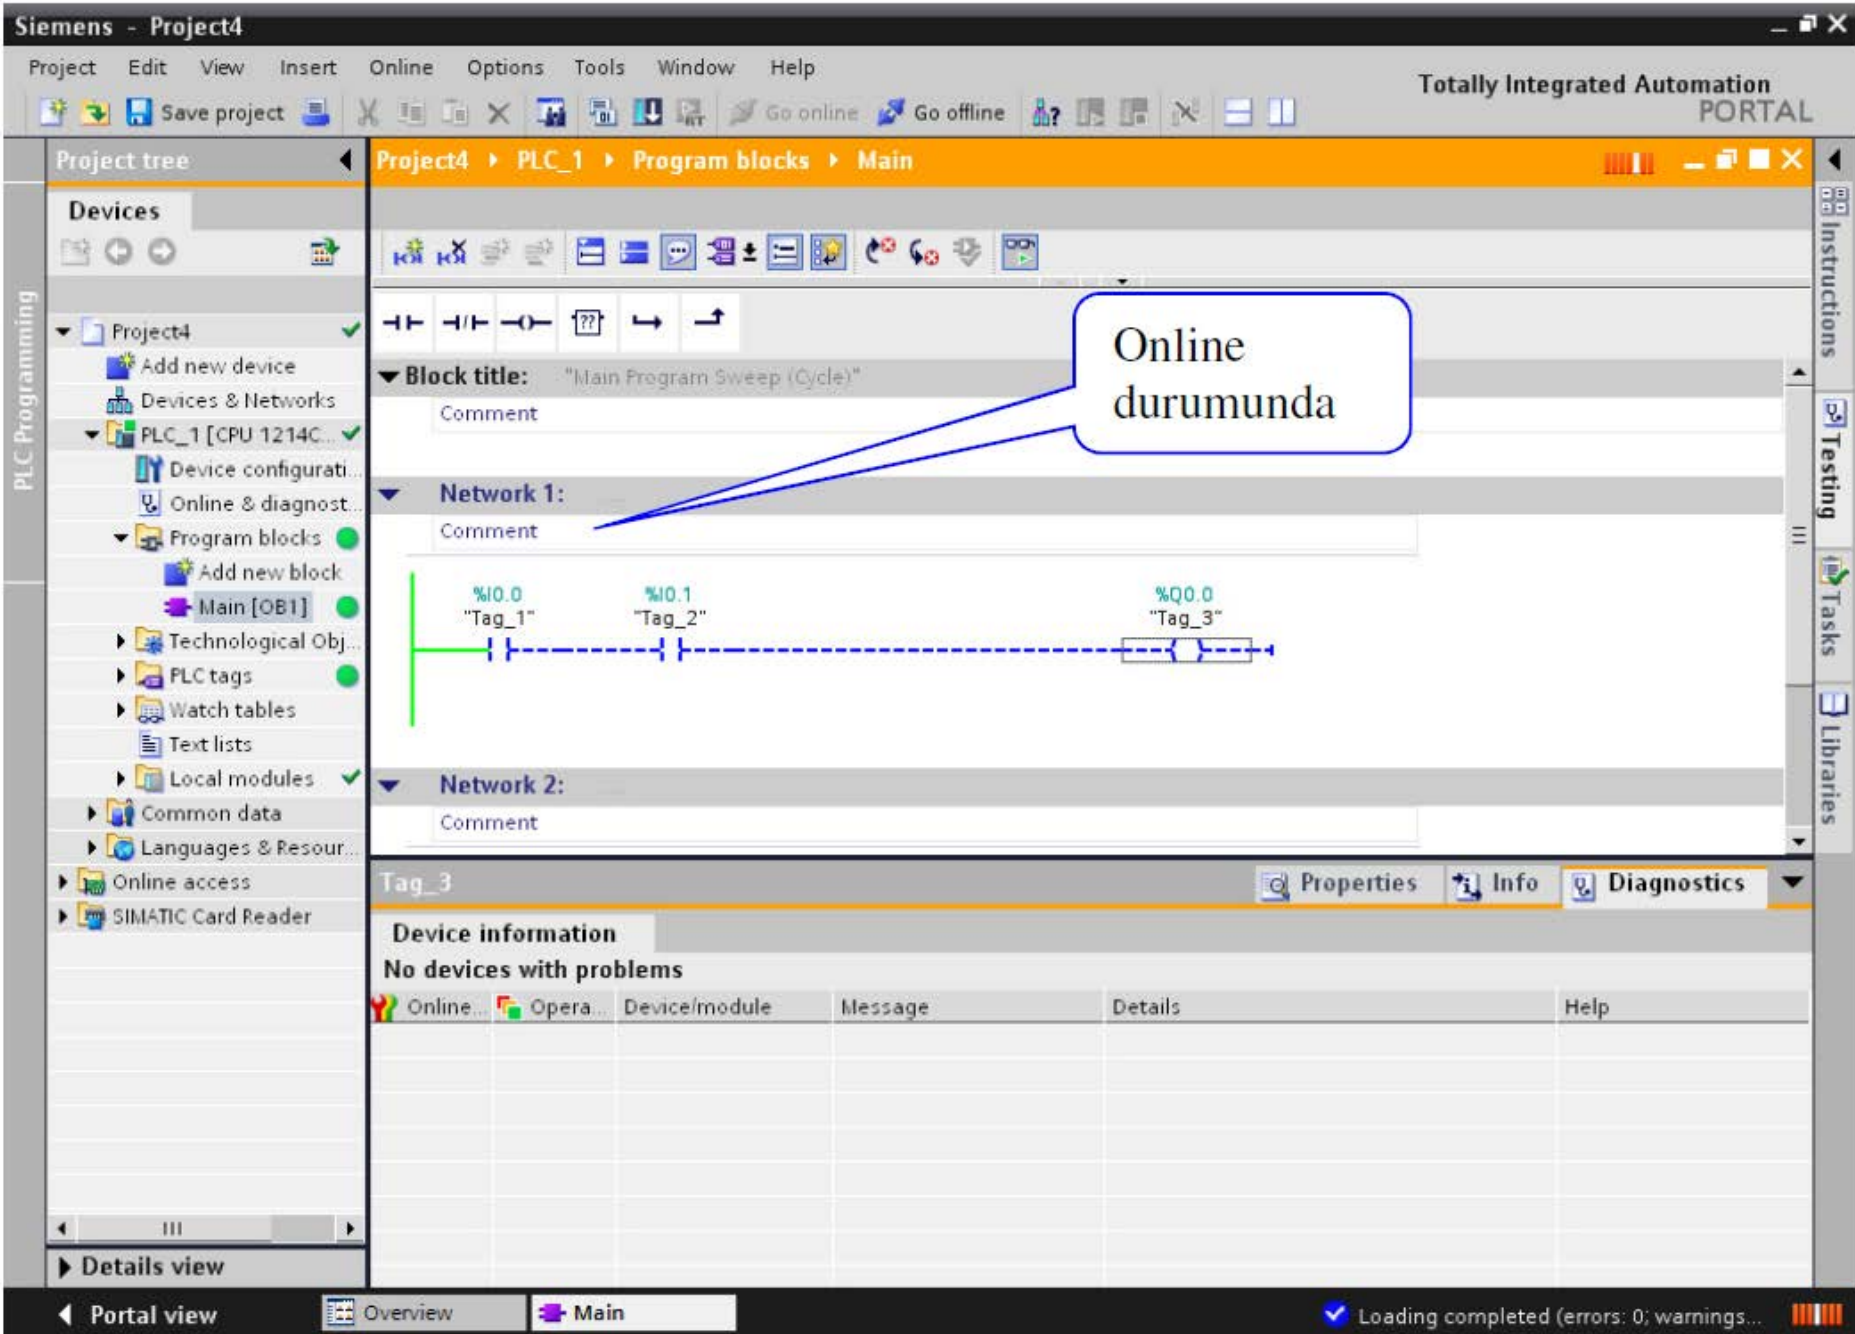 Siemens - Project4
Project Edit View Insert Online Options Tools Window Help
Totally Integrated Automation
PORTAL
Save project Go online Go offline
Project tree
Project4 PLC_1 Program blocks Main
Devices
PLC Programming
Project4
Add new device
Devices & Networks
PLC_1 [CPU 1214C...
Device configurati...
Online & diagnost...
Program blocks
Add new block
Main [OB1]
Technological Obj...
PLC tags
Watch tables
Text lists
Local modules
Common data
Languages & Resour...
Online access
SIMATIC Card Reader
Details view
??
Block title: "Main Program Sweep (Cycle)"
Comment
Online
durumunda
Network 1:
Comment
%I0.0 %I0.1 %Q0.0
"Tag_1" "Tag_2" "Tag_3"
Network 2:
Comment
Instructions
Testing
Tasks
Libraries
Tag_3
Properties Info Diagnostics
Device information
No devices with problems
Online... Opera... Device/module Message Details Help
Portal view Overview Main Loading completed (errors: 0; warnings...